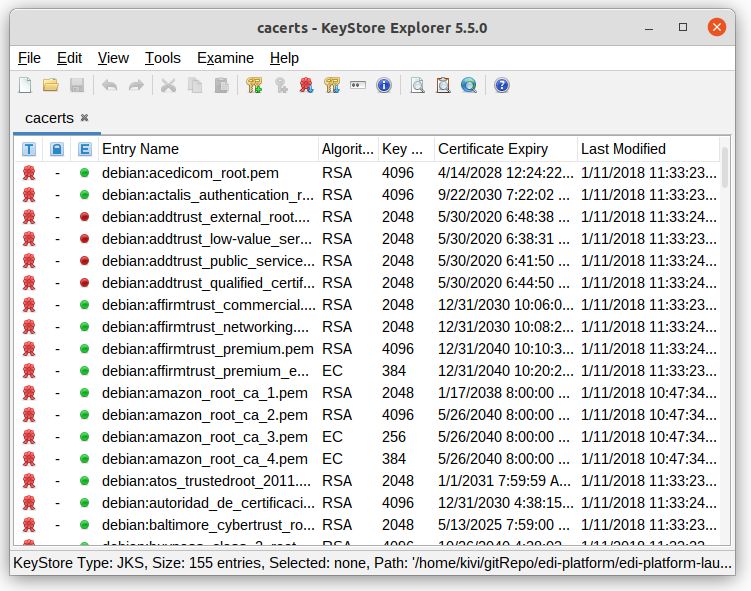 cacerts - KeyStore Explorer 5.5.0
File Edit View Tools Examine Help
cacerts
T E Entry Name Algorit... Key ... Certificate Expiry Last Modified
- debian:acedicom_root.pem RSA 4096 4/14/2028 12:24:22... 1/11/2018 11:33:23...
- debian:actalis_authentication_r... RSA 4096 9/22/2030 7:22:02 ... 1/11/2018 11:33:23...
- debian:addtrust_external_root.... RSA 2048 5/30/2020 6:48:38 ... 1/11/2018 11:33:24...
- debian:addtrust_low-value_ser... RSA 2048 5/30/2020 6:38:31 ... 1/11/2018 11:33:23...
- debian:addtrust_public_service... RSA 2048 5/30/2020 6:41:50 ... 1/11/2018 11:33:24...
- debian:addtrust_qualified_certif... RSA 2048 5/30/2020 6:44:50 ... 1/11/2018 11:33:24...
- debian:affirmtrust_commercial.... RSA 2048 12/31/2030 10:06:0... 1/11/2018 11:33:23...
- debian:affirmtrust_networking.... RSA 2048 12/31/2030 10:08:2... 1/11/2018 11:33:24...
- debian:affirmtrust_premium.pem RSA 4096 12/31/2040 10:10:3... 1/11/2018 11:33:24...
- debian:affirmtrust_premium_e... EC 384 12/31/2040 10:20:2... 1/11/2018 11:33:23...
- debian:amazon_root_ca_1.pem RSA 2048 1/17/2038 8:00:00 ... 1/11/2018 10:47:34...
- debian:amazon_root_ca_2.pem RSA 4096 5/26/2040 8:00:00 ... 1/11/2018 10:47:34...
- debian:amazon_root_ca_3.pem EC 256 5/26/2040 8:00:00 ... 1/11/2018 10:47:34...
- debian:amazon_root_ca_4.pem EC 384 5/26/2040 8:00:00 ... 1/11/2018 10:47:34...
- debian:atos_trustedroot_2011.... RSA 2048 1/1/2031 7:59:59 A... 1/11/2018 11:33:23...
- debian:autoridad_de_certificaci... RSA 4096 12/31/2030 4:38:15... 1/11/2018 11:33:24...
- debian:baltimore_cybertrust_ro... RSA 2048 5/13/2025 7:59:00 ... 1/11/2018 11:33:23...
KeyStore Type: JKS, Size: 155 entries, Selected: none, Path: '/home/kivi/gitRepo/edi-platform/edi-platform-lau...